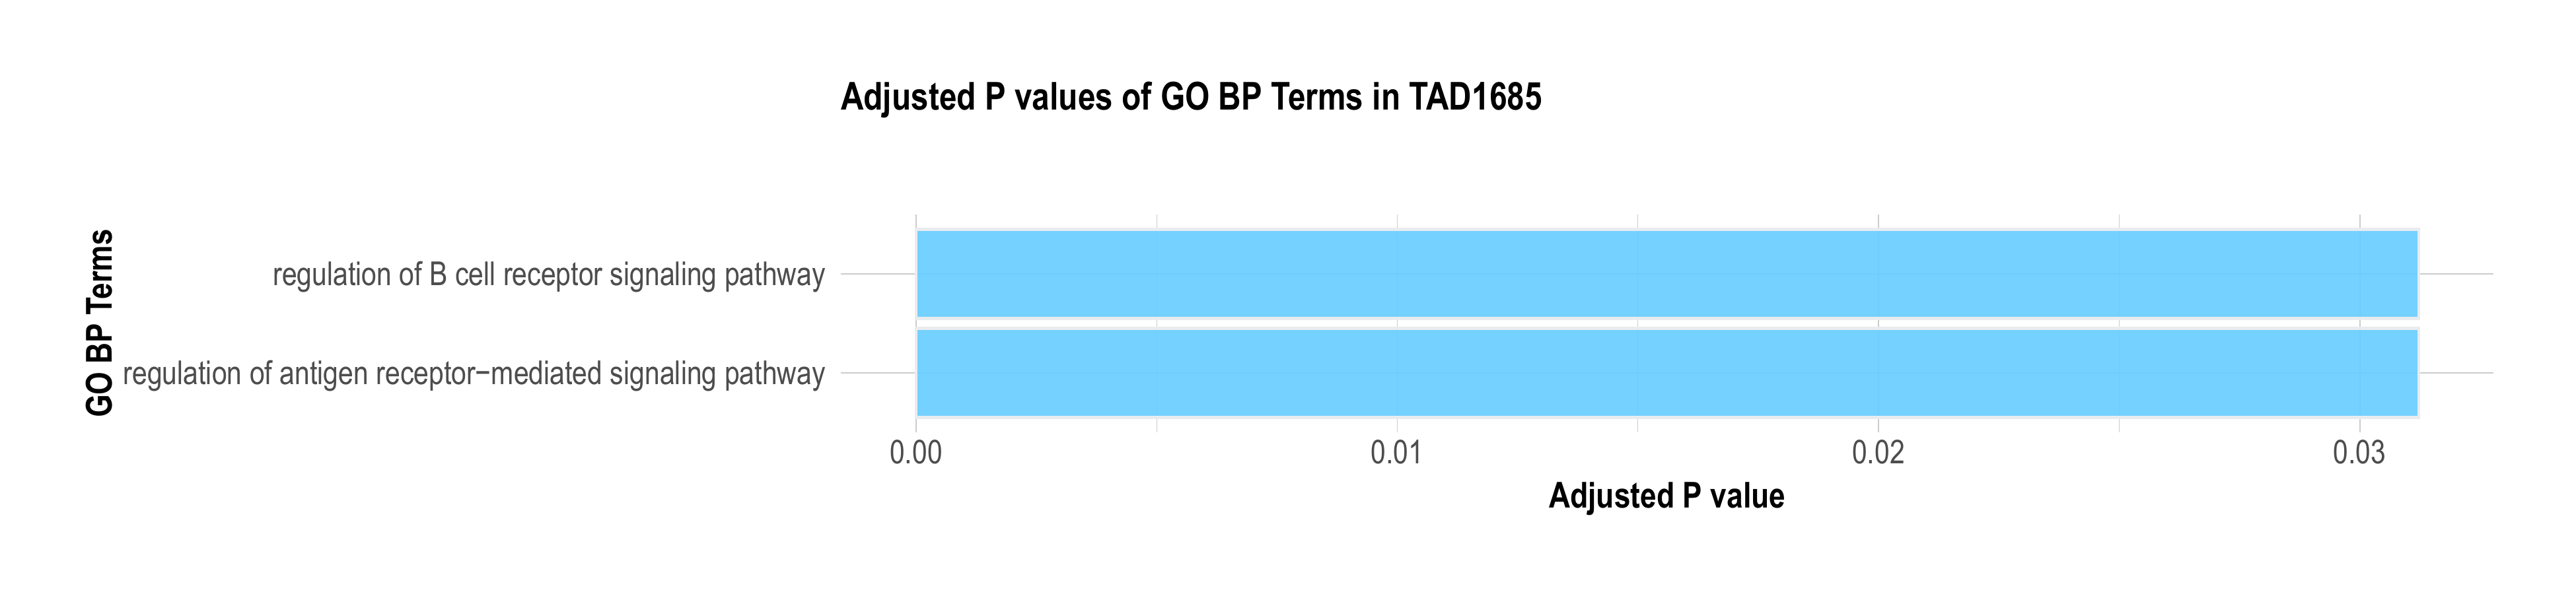 Adjusted P values of GO BP Terms in TAD1685
GO BP Terms
regulation of B cell receptor signaling pathway
regulation of antigen receptor−mediated signaling pathway
0.00 0.01 0.02 0.03
Adjusted P value